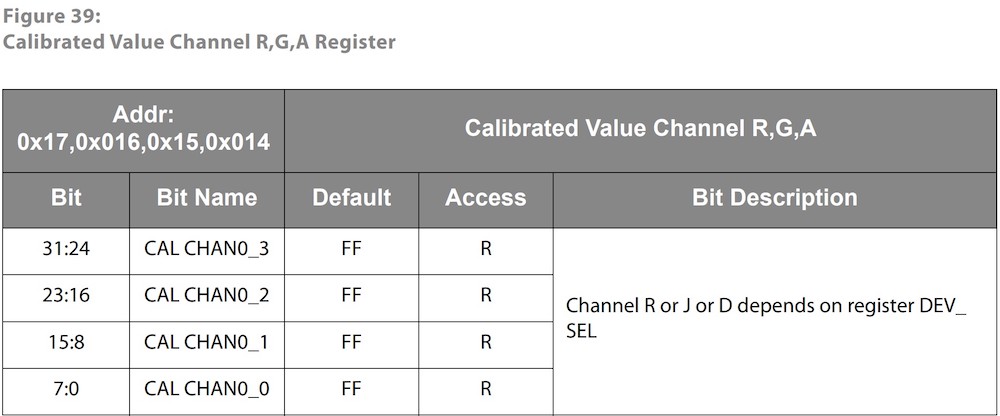 Figure 39:
Calibrated Value Channel R,G,A Register
Addr:
0x17,0x016,0x15,0x014
Calibrated Value Channel R,G,A
Bit
Bit Name
Default
Access
Bit Description
31:24
CAL CHAN0_3
FF
R
23:16
CAL CHAN0_2
FF
R
15:8
CAL CHAN0_1
FF
R
7:0
CAL CHAN0_0
FF
R
Channel R or J or D depends on register DEV_
SEL